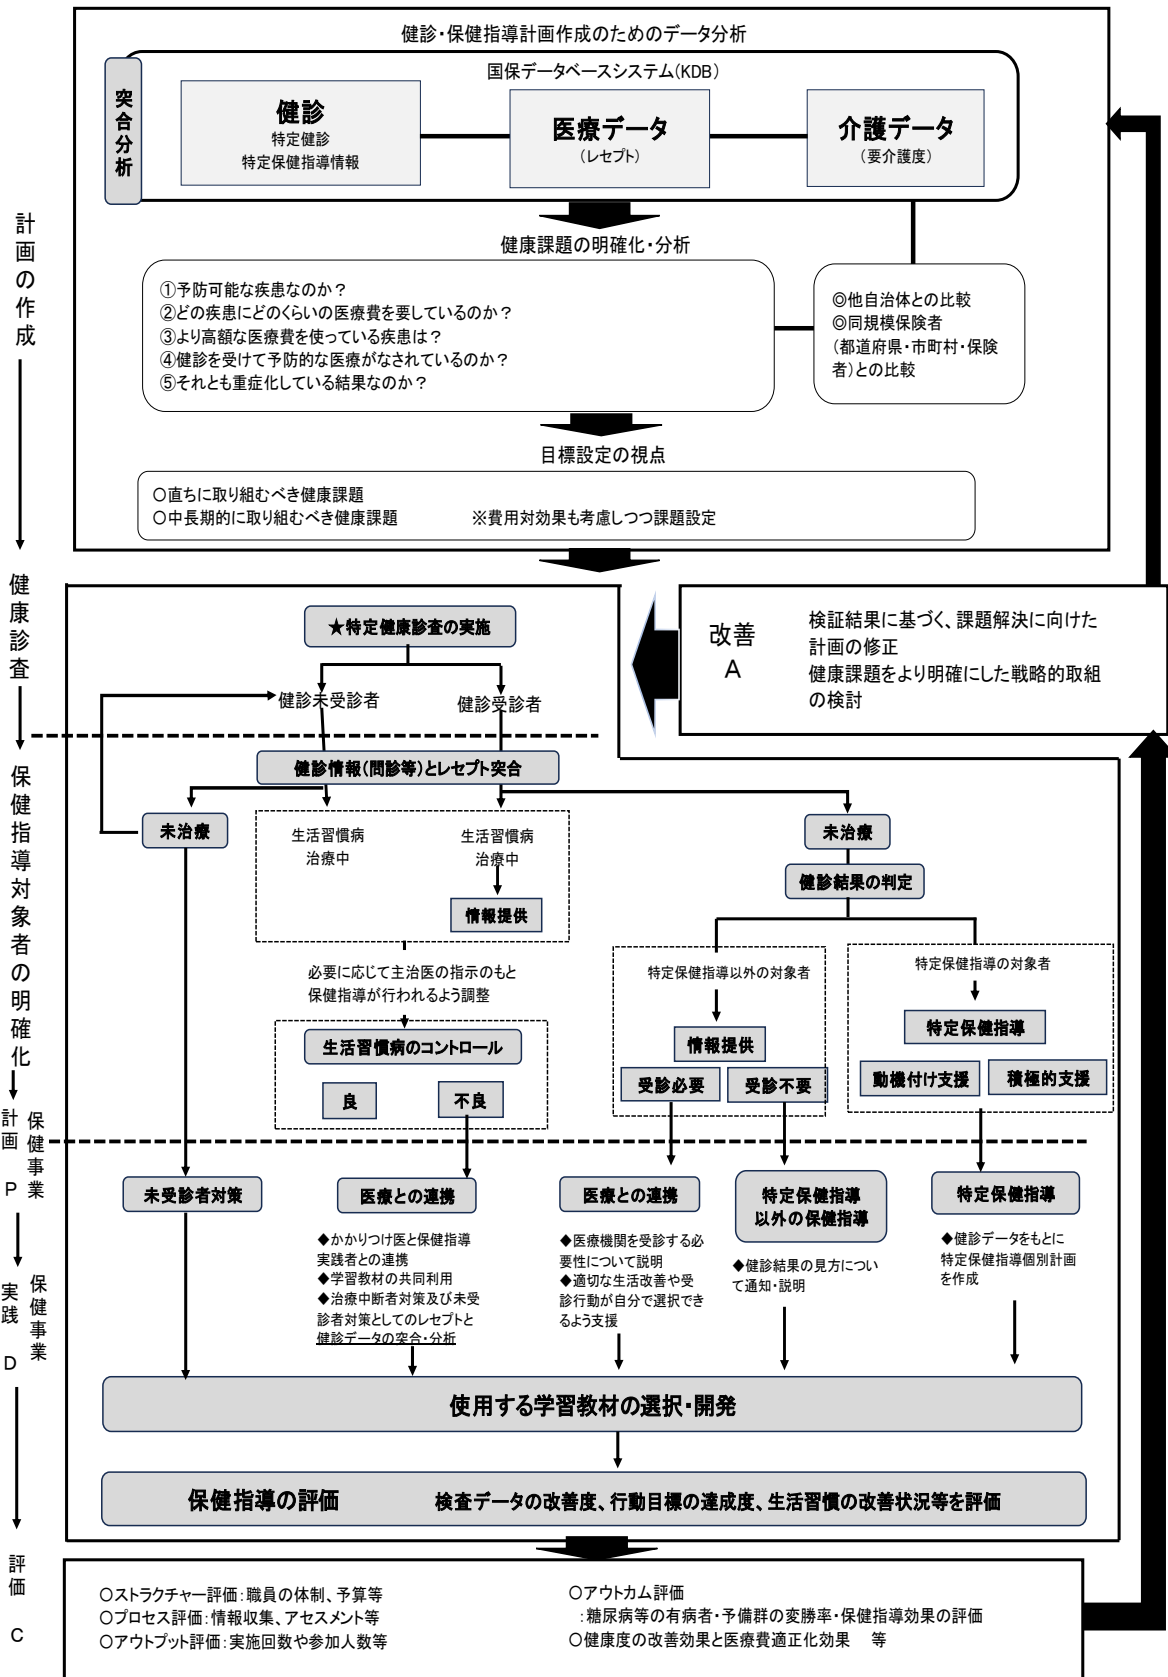 健診・保健指導計画作成のためのデータ分析
国保データベースシステム(KDB)
突合分析
健診
特定健診
特定保健指導情報
医療データ
(レセプト)
介護データ
(要介護度)
計画の作成
健康課題の明確化・分析
①予防可能な疾患なのか？
②どの疾患にどのくらいの医療費を要しているのか？
③より高額な医療費を使っている疾患は？
④健診を受けて予防的な医療がなされているのか？
⑤それとも重症化している結果なのか？
◎他自治体との比較
◎同規模保険者
(都道府県・市町村・保険
者)との比較
目標設定の視点
○直ちに取り組むべき健康課題
○中長期的に取り組むべき健康課題　※費用対効果も考慮しつつ課題設定
健康診査
★特定健康診査の実施
改善
A
検証結果に基づく、課題解決に向けた
計画の修正
健康課題をより明確にした戦略的取組
の検討
健診未受診者
健診受診者
保健指導対象者の明確化
健診情報(問診等)とレセプト突合
未治療
生活習慣病
治療中
生活習慣病
治療中
情報提供
未治療
健診結果の判定
必要に応じて主治医の指示のもと
保健指導が行われるよう調整
生活習慣病のコントロール
良
不良
特定保健指導以外の対象者
情報提供
受診必要
受診不要
特定保健指導の対象者
特定保健指導
動機付け支援
積極的支援
保健事業
計画 P
未受診者対策
医療との連携
◆かかりつけ医と保健指導
実践者との連携
◆学習教材の共同利用
◆治療中断者対策及び未受
診者対策としてのレセプトと
健診データの突合・分析
医療との連携
◆医療機関を受診する必
要性について説明
◆適切な生活改善や受
診行動が自分で選択でき
るよう支援
特定保健指導
以外の保健指導
◆健診結果の見方につい
て通知・説明
特定保健指導
◆健診データをもとに
特定保健指導個別計画
を作成
保健事業
実践 D
使用する学習教材の選択・開発
保健指導の評価　検査データの改善度、行動目標の達成度、生活習慣の改善状況等を評価
評価 C
○ストラクチャー評価：職員の体制、予算等
○プロセス評価：情報収集、アセスメント等
○アウトプット評価：実施回数や参加人数等
○アウトカム評価
：糖尿病等の有病者・予備群の変勝率・保健指導効果の評価
○健康度の改善効果と医療費適正化効果　等